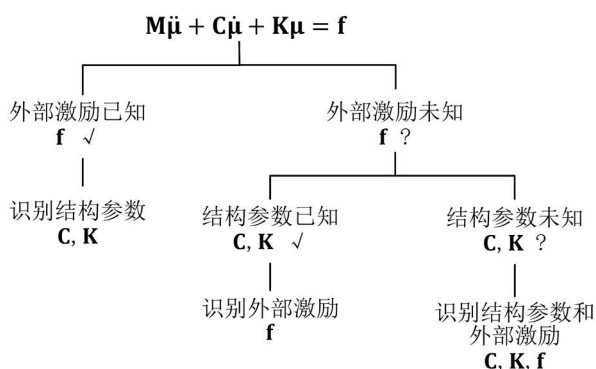 Mμ̈ + Cμ̇ + Kμ = f
外部激励已知
f √
外部激励未知
f ?
识别结构参数
C, K
结构参数已知
C, K √
结构参数未知
C, K ?
识别外部激励
f
识别结构参数和
外部激励
C, K, f